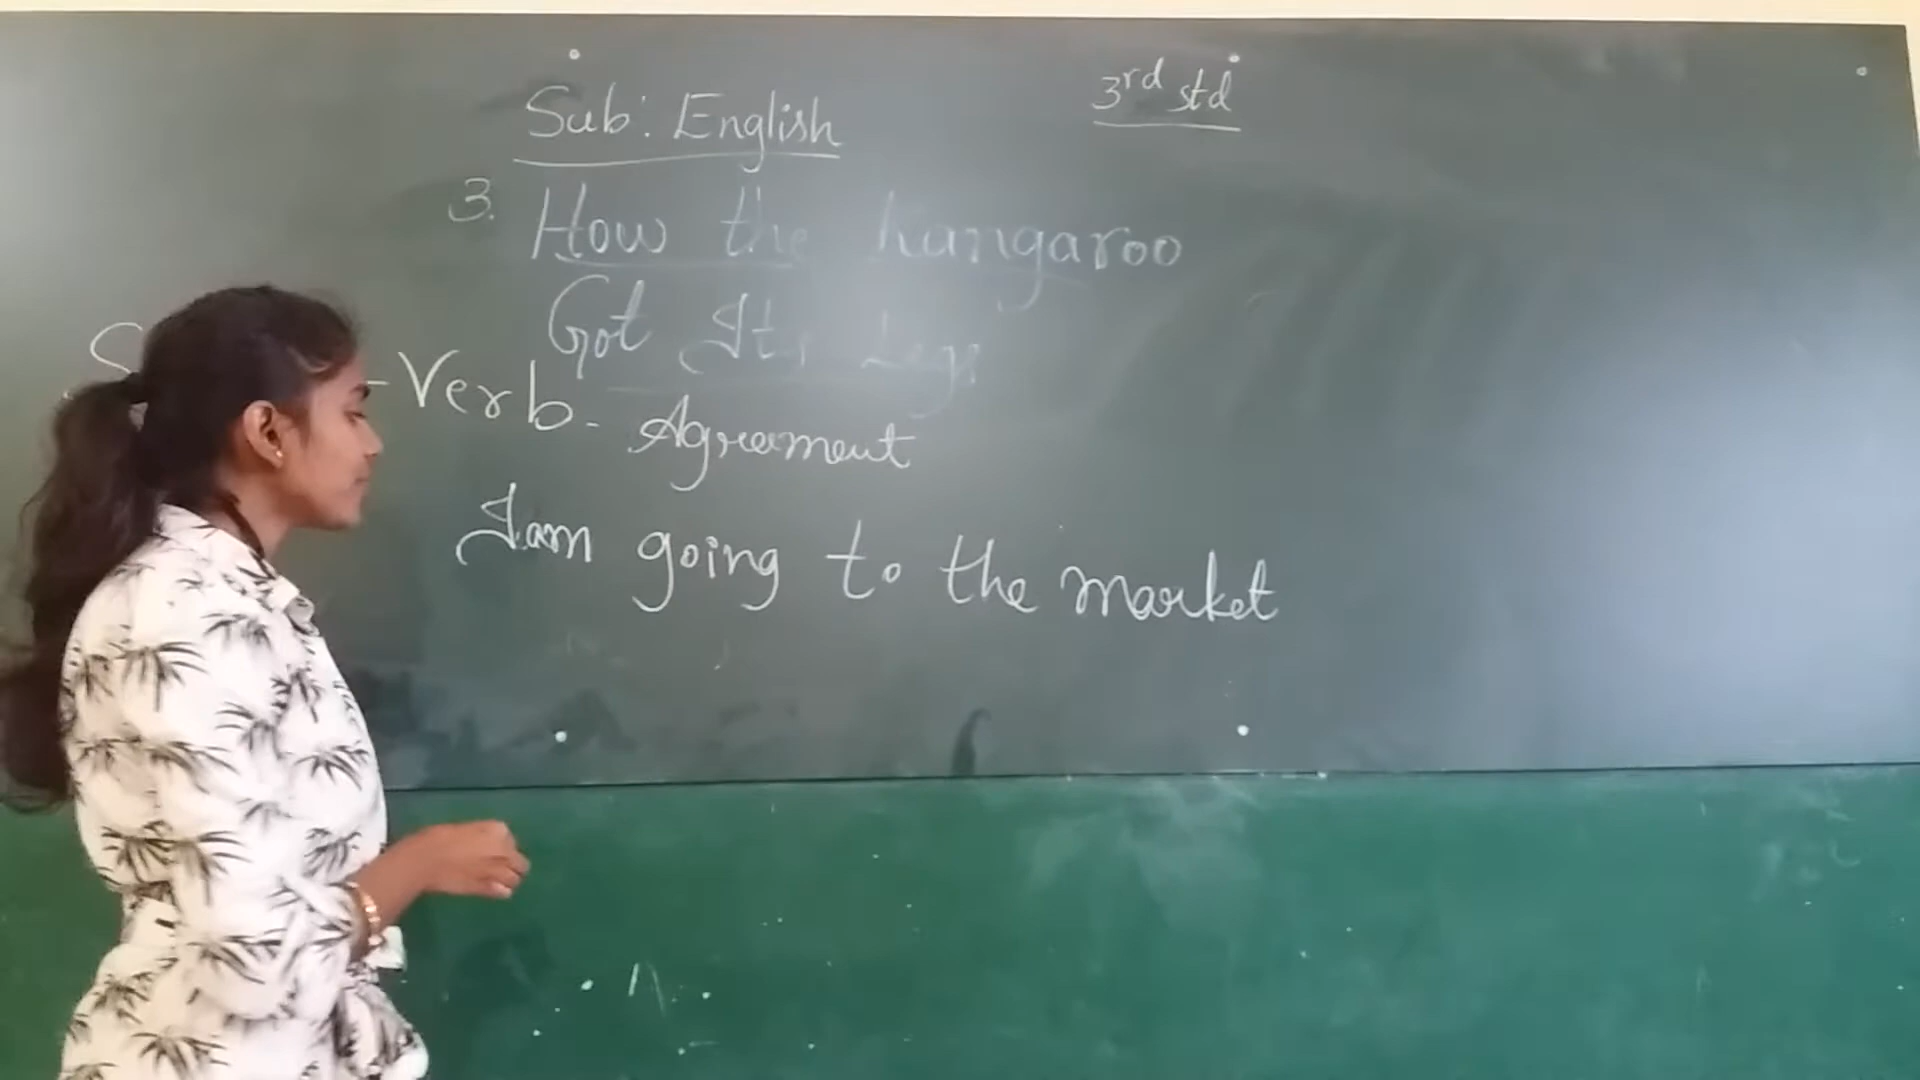 Sub: English
3rd std
3. How the Kangaroo
Got Its Legs
-Verb- Agreement
I am going to the market